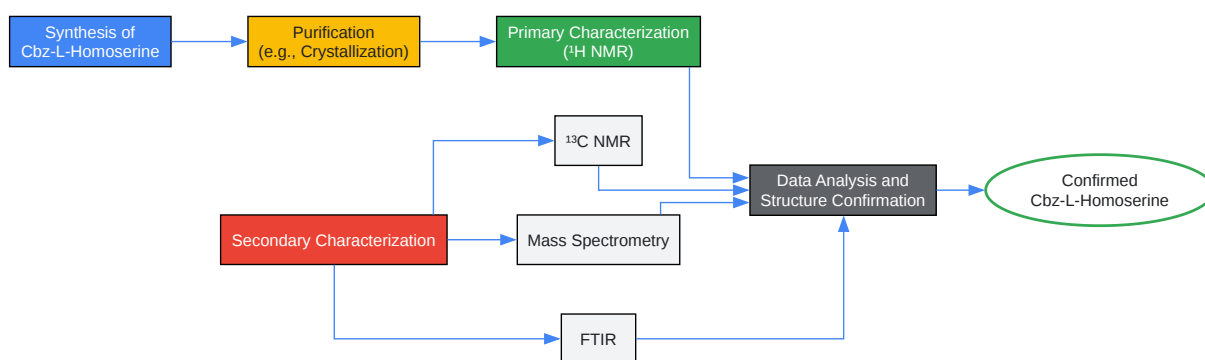 Synthesis of
Cbz-L-Homoserine
Purification
(e.g., Crystallization)
Primary Characterization
(¹H NMR)
¹³C NMR
Data Analysis and
Structure Confirmation
Confirmed
Cbz-L-Homoserine
Secondary Characterization
Mass Spectrometry
FTIR